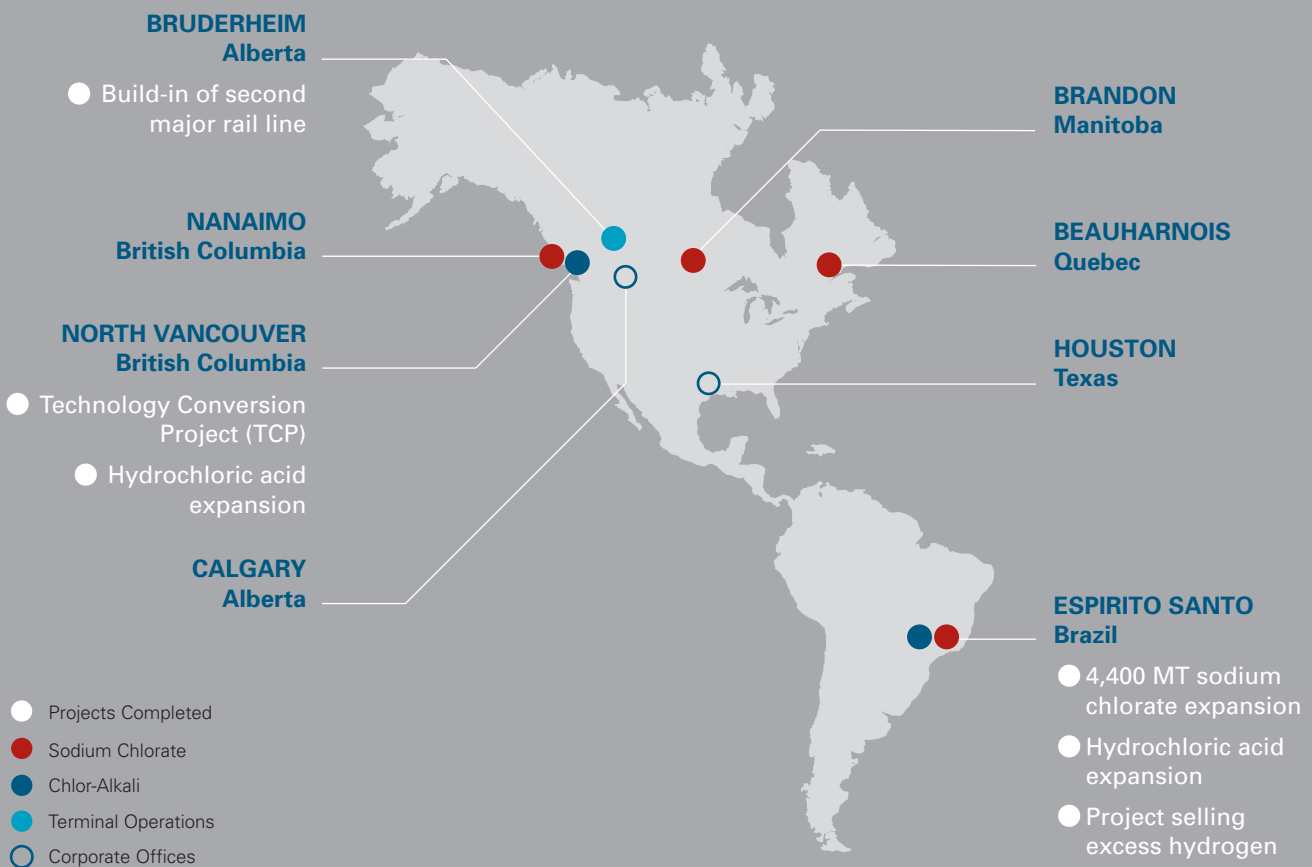 BRUDERHEIM
Alberta
Build-in of second
major rail line
NANAIMO
British Columbia
NORTH VANCOUVER
British Columbia
Technology Conversion
Project (TCP)
Hydrochloric acid
expansion
CALGARY
Alberta
BRANDON
Manitoba
BEAUHARNOIS
Quebec
HOUSTON
Texas
ESPIRITO SANTO
Brazil
4,400 MT sodium
chlorate expansion
Hydrochloric acid
expansion
Project selling
excess hydrogen
Projects Completed
Sodium Chlorate
Chlor-Alkali
Terminal Operations
Corporate Offices